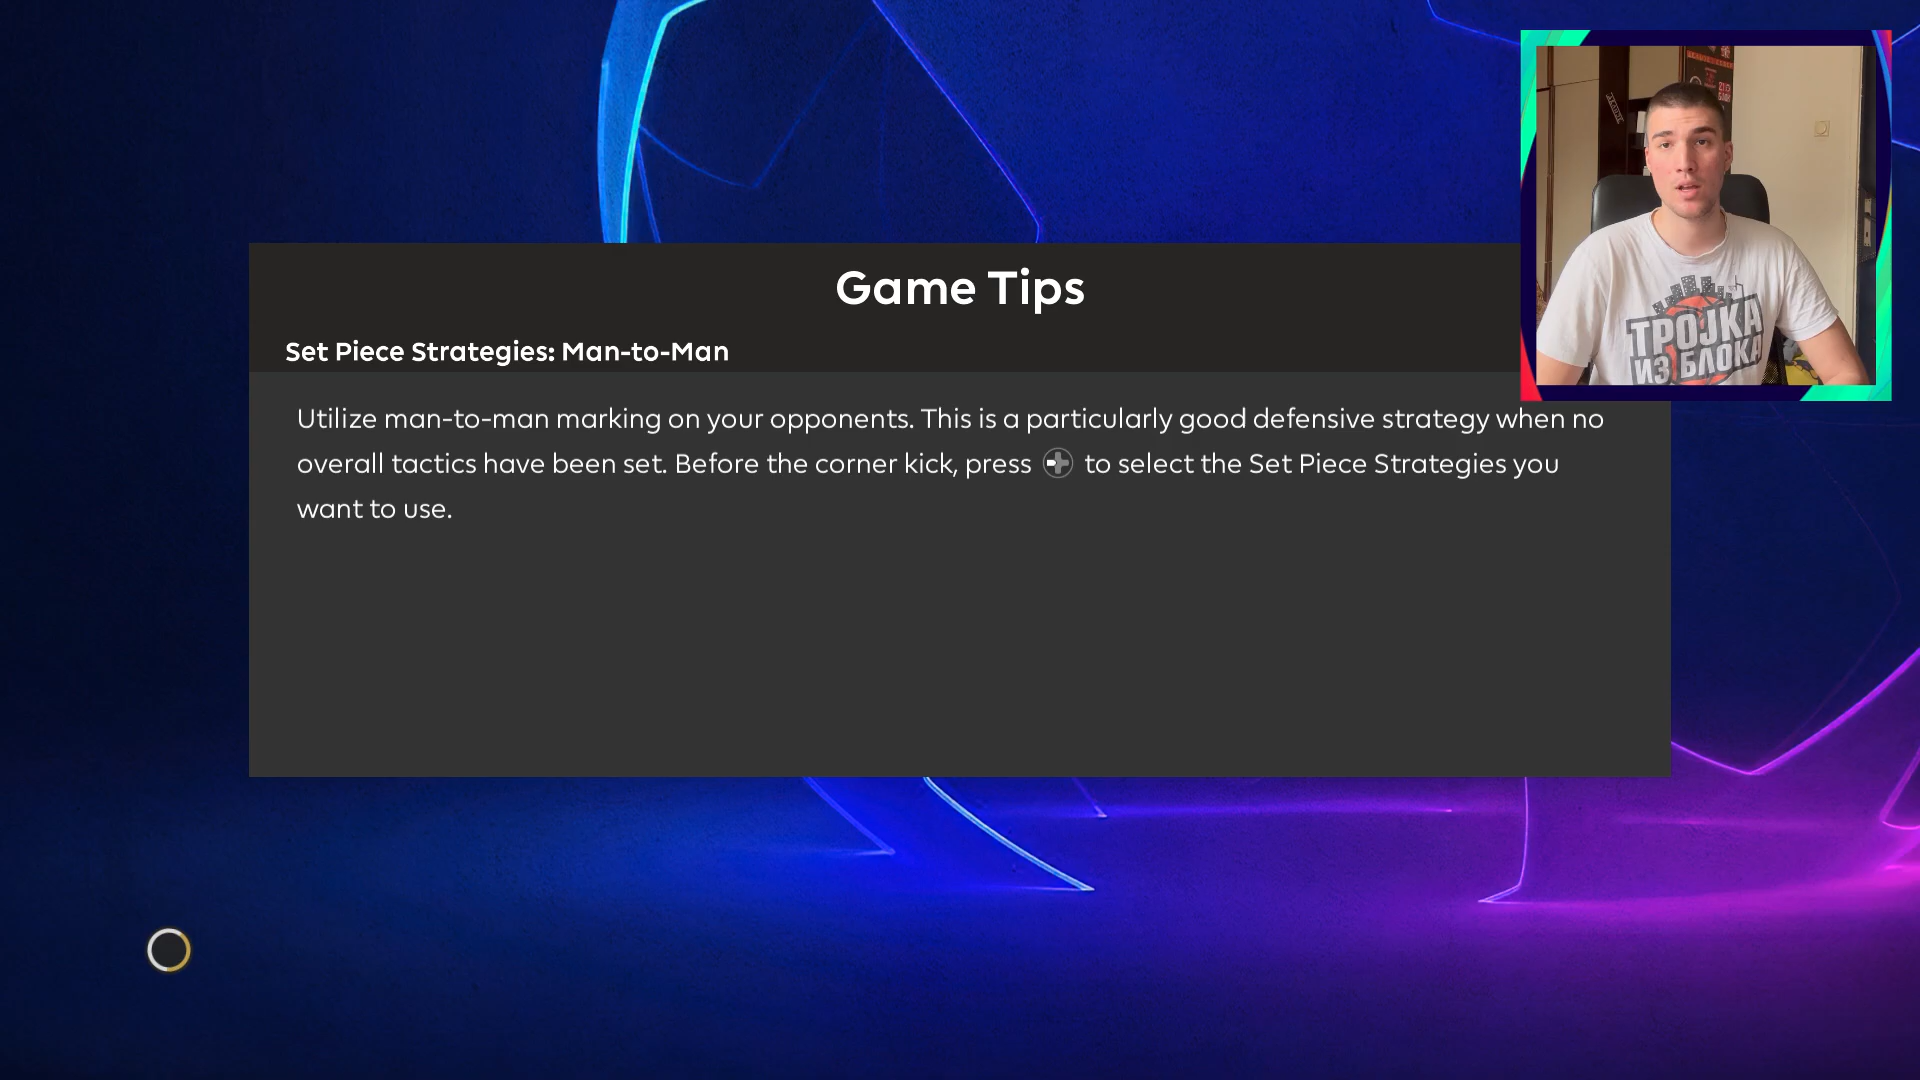 Game Tips
Set Piece Strategies: Man-to-Man
Utilize man-to-man marking on your opponents. This is a particularly good defensive strategy when no
overall tactics have been set. Before the corner kick, press to select the Set Piece Strategies you
want to use.
ТРОЈКА
ИЗ БЛОКА